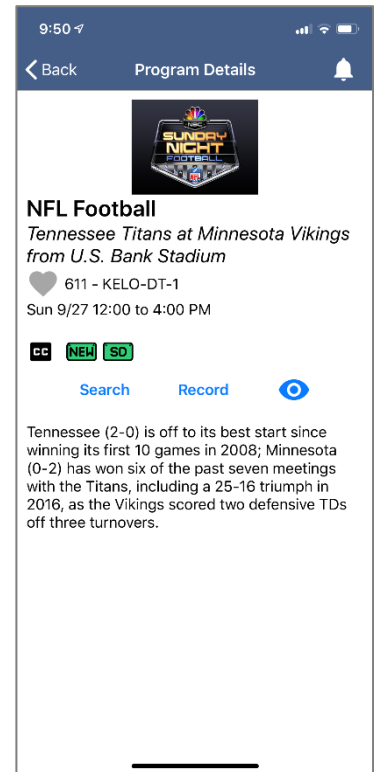 9:50
Back Program Details
NBC
SUNDAY
NIGHT
FOOTBALL
NFL Football
Tennessee Titans at Minnesota Vikings
from U.S. Bank Stadium
611 - KELO-DT-1
Sun 9/27 12:00 to 4:00 PM
CC NEW SD
Search Record
Tennessee (2-0) is off to its best start since
winning its first 10 games in 2008; Minnesota
(0-2) has won six of the past seven meetings
with the Titans, including a 25-16 triumph in
2016, as the Vikings scored two defensive TDs
off three turnovers.